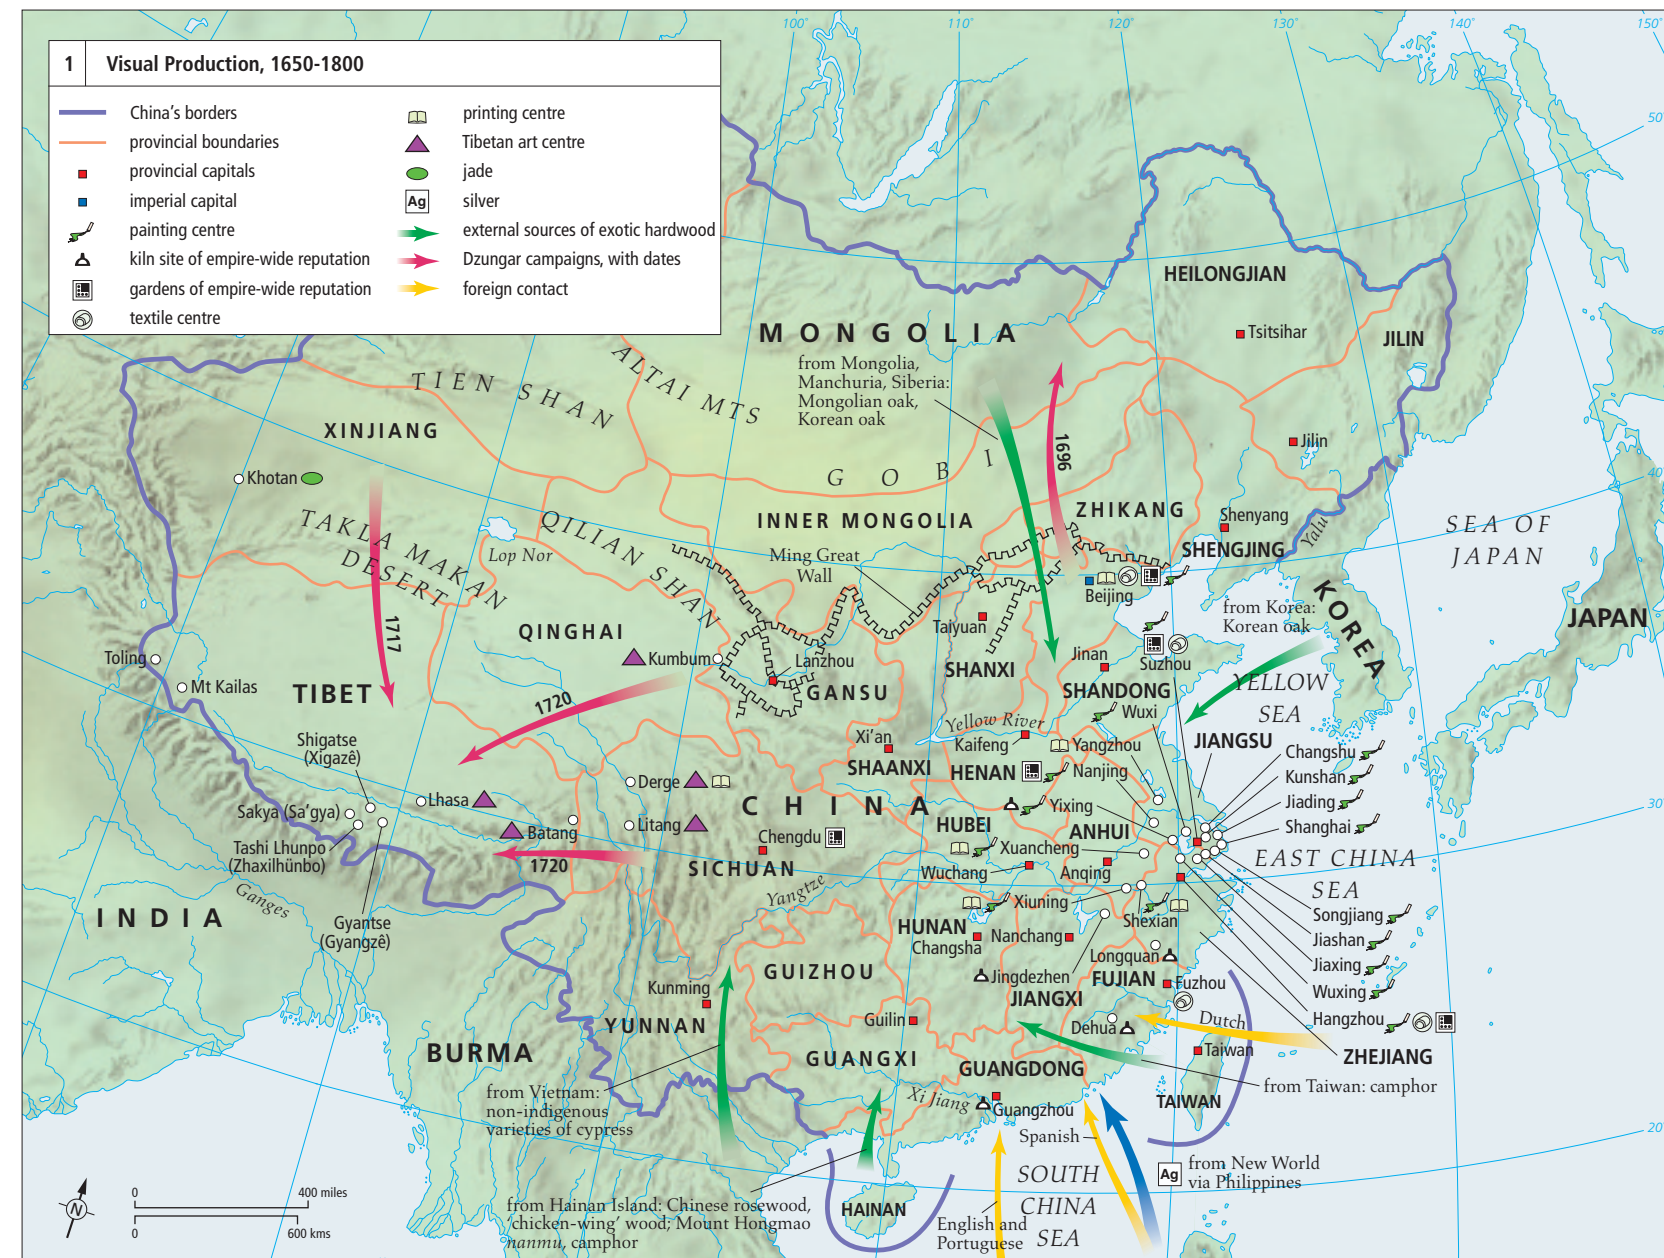 100°
110°
120°
130°
140°
150°
1 Visual Production, 1650-1800
China's borders
provincial boundaries
provincial capitals
imperial capital
painting centre
kiln site of empire-wide reputation
gardens of empire-wide reputation
textile centre
printing centre
Tibetan art centre
jade
Ag silver
external sources of exotic hardwood
Dzungar campaigns, with dates
foreign contact
50°
HEILONGJIAN
Tsitsihar
JILIN
MONGOLIA
from Mongolia,
Manchuria, Siberia:
Mongolian oak,
Korean oak
ALTAI MTS
TIEN SHAN
XINJIANG
Khotan
1696
Jilin
GOBI
40°
TAKLA MAKAN
DESERT
Lop Nor
QILIAN SHAN
INNER MONGOLIA
Ming Great
Wall
ZHIKANG
Shenyang
SHENGJING
Yalu
SEA OF
JAPAN
Beijing
KOREA
JAPAN
from Korea:
Korean oak
1717
QINGHAI
Kumbum
Lanzhou
GANSU
Taiyuan
SHANXI
Jinan
Suzhou
SHANDONG
Wuxi
YELLOW
SEA
Toling
Mt Kailas
TIBET
1720
Yellow River
Xi'an
Kaifeng
Yangzhou
JIANGSU
Changshu
Kunshan
Jiading
Shanghai
SHAANXI
HENAN
Nanjing
Shigatse
(Xigazê)
Lhasa
Derge
CHINA
Yixing
30°
Sakya (Sa'gya)
Batang
Litang
Chengdu
HUBEI
ANHUI
Xuancheng
Tashi Lhunpo
(Zhaxilhünbo)
1720
SICHUAN
Wuchang
Anqing
EAST CHINA
SEA
Ganges
Yangtze
Xiuning
Shexian
Songjiang
INDIA
Gyantse
(Gyangzê)
HUNAN
Changsha
Nanchang
Longquan
Jiashan
Jiaxing
GUIZHOU
Jingdezhen
FUJIAN
Fuzhou
Wuxing
Kunming
JIANGXI
Hangzhou
YUNNAN
Guilin
Dehua
Dutch
BURMA
GUANGXI
GUANGDONG
Taiwan
ZHEJIANG
from Taiwan: camphor
from Vietnam:
non-indigenous
varieties of cypress
Xi Jiang
Guangzhou
TAIWAN
20°
Spanish
SOUTH
CHINA
SEA
Ag from New World
via Philippines
N
0 400 miles
0 600 kms
from Hainan Island: Chinese rosewood,
'chicken-wing' wood; Mount Hongmao
nanmu, camphor
HAINAN
English and
Portuguese